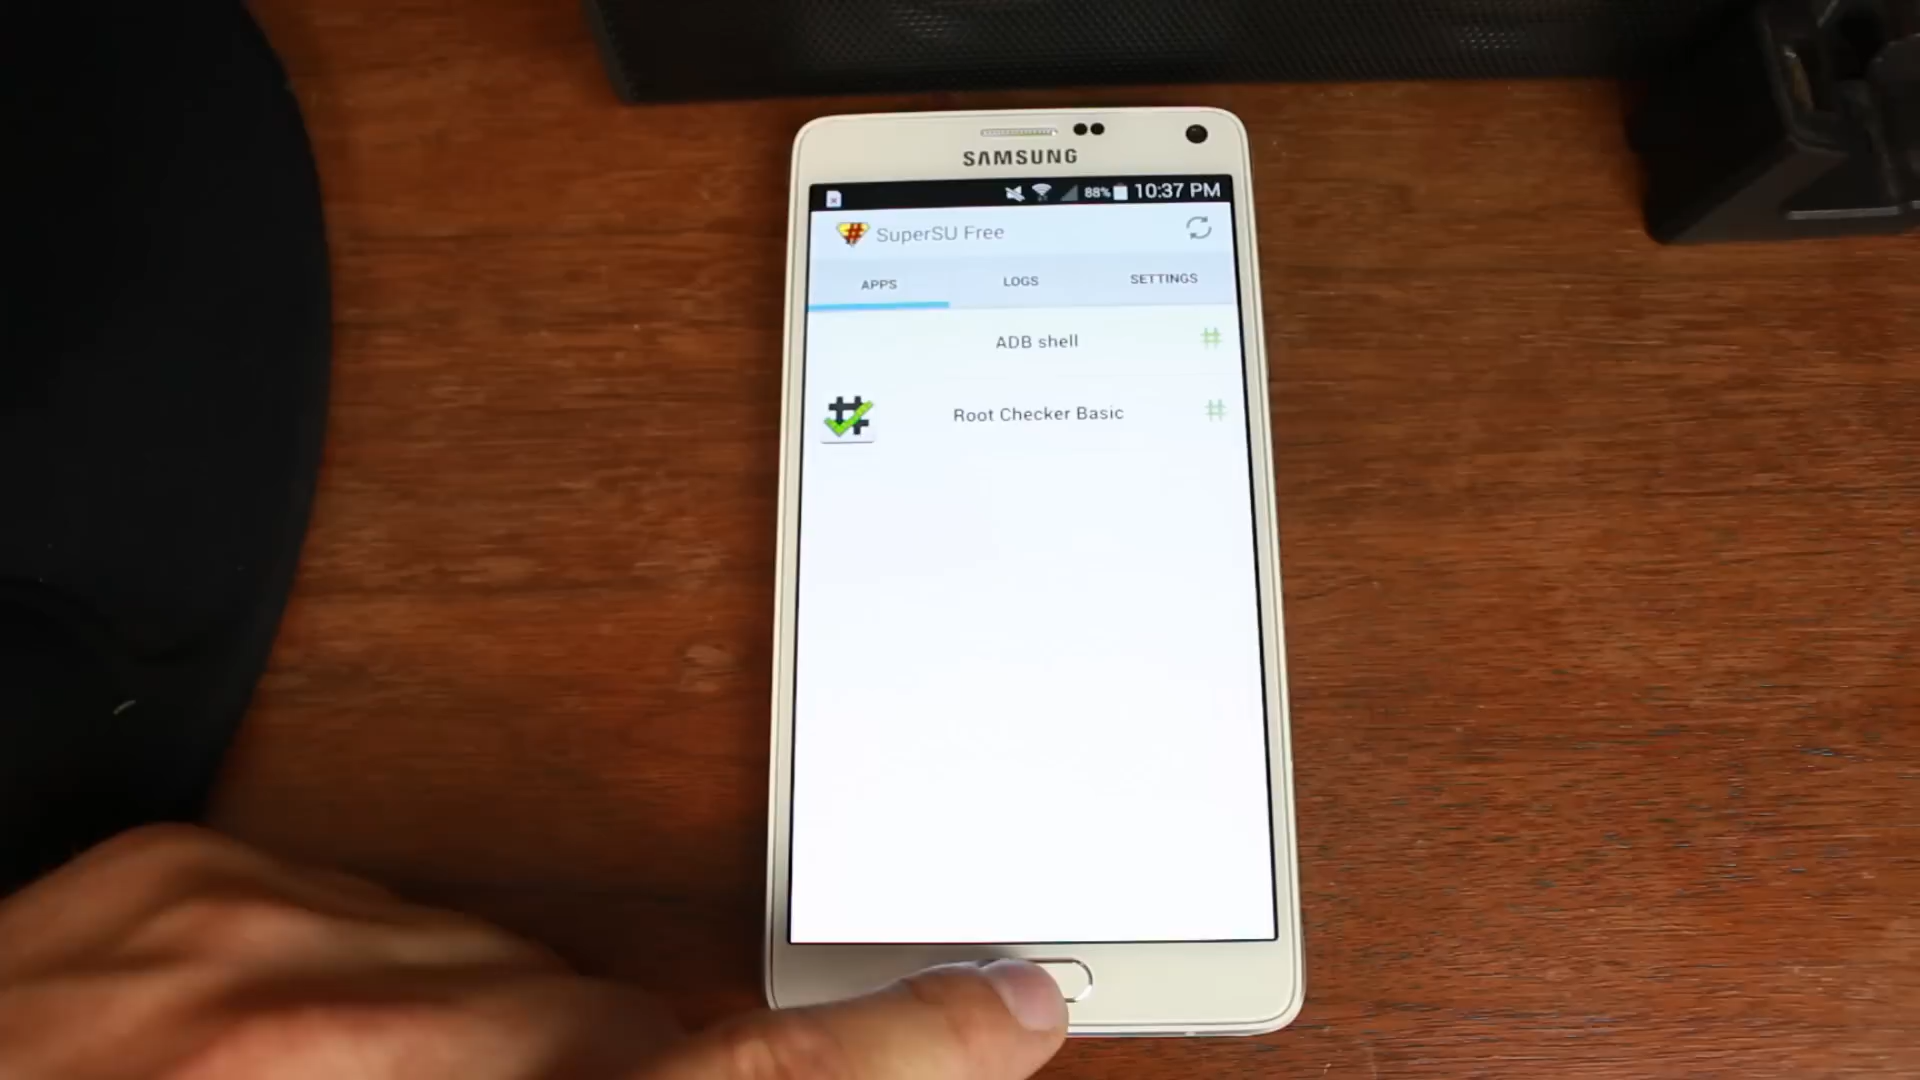 SAMSUNG
88% 10:37 PM
SuperSU Free
APPS LOGS SETTINGS
ADB shell #
Root Checker Basic #